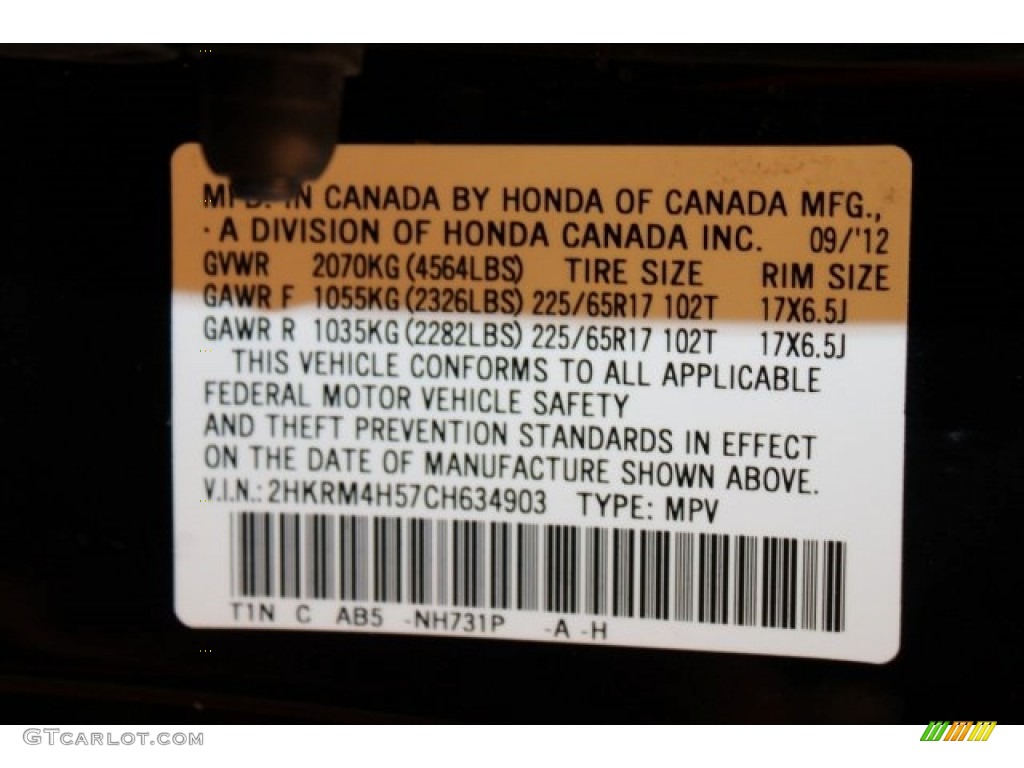 MFD. IN CANADA BY HONDA OF CANADA MFG.,
· A DIVISION OF HONDA CANADA INC. 09/'12
GVWR 2070KG (4564LBS) TIRE SIZE RIM SIZE
GAWR F 1055KG (2326LBS) 225/65R17 102T 17X6.5J
GAWR R 1035KG (2282LBS) 225/65R17 102T 17X6.5J
THIS VEHICLE CONFORMS TO ALL APPLICABLE
FEDERAL MOTOR VEHICLE SAFETY
AND THEFT PREVENTION STANDARDS IN EFFECT
ON THE DATE OF MANUFACTURE SHOWN ABOVE.
V.I.N.: 2HKRM4H57CH634903 TYPE: MPV
T1N C AB5 -NH731P -A -H
GTCARLOT.COM